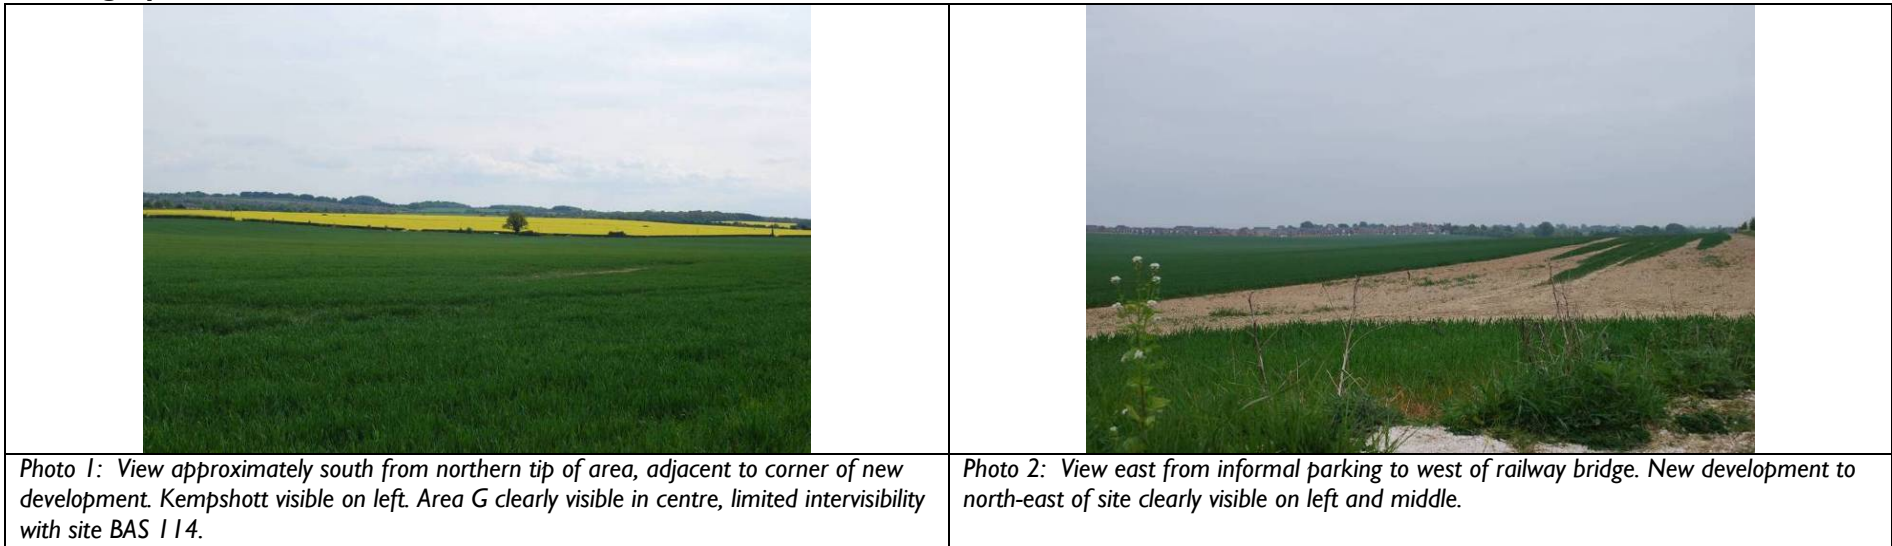 Photo 1: View approximately south from northern tip of area, adjacent to corner of new
development. Kempshott visible on left. Area G clearly visible in centre, limited intervisibility
with site BAS 114.
Photo 2: View east from informal parking to west of railway bridge. New development to
north-east of site clearly visible on left and middle.